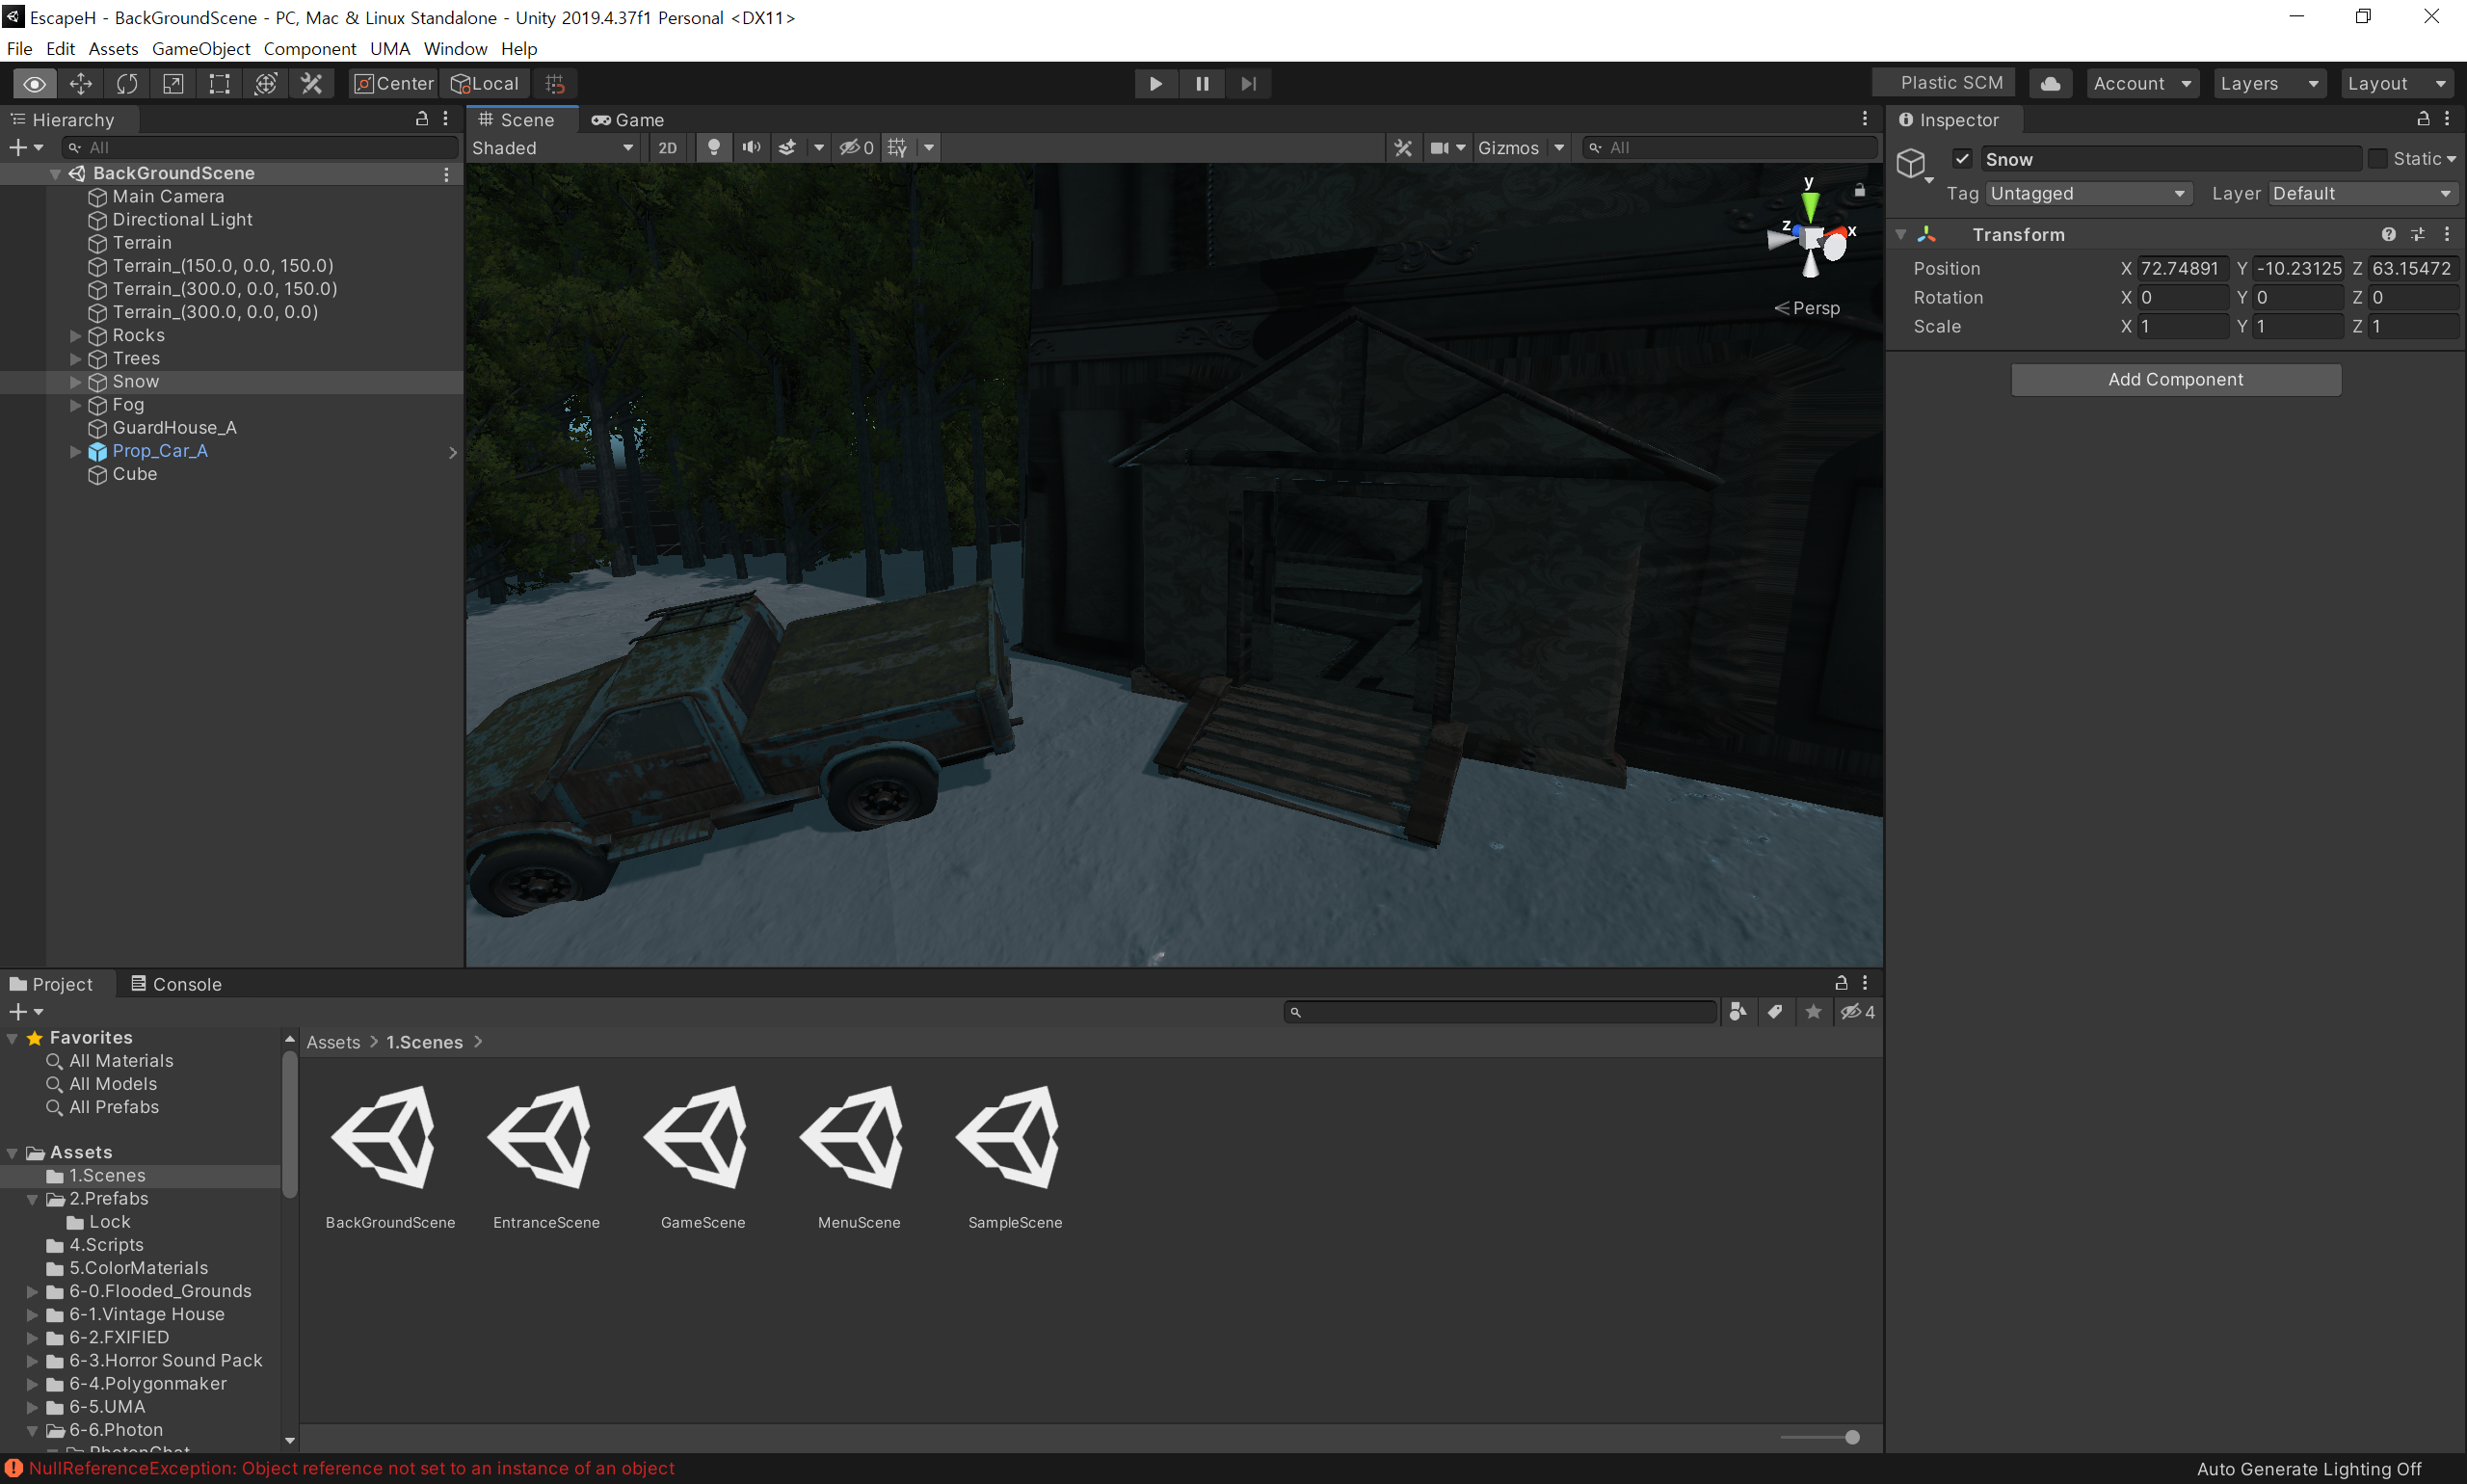 EscapeH - BackGroundScene - PC, Mac & Linux Standalone - Unity 2019.4.37f1 Personal <DX11>
File Edit Assets GameObject Component UMA Window Help
Center Local Plastic SCM Account Layers Layout
Hierarchy
All
BackGroundScene
Main Camera
Directional Light
Terrain
Terrain_(150.0, 0.0, 150.0)
Terrain_(300.0, 0.0, 150.0)
Terrain_(300.0, 0.0, 0.0)
Rocks
Trees
Snow
Fog
GuardHouse_A
Prop_Car_A
Cube
Scene Game
Shaded 2D 0 Gizmos All
y
z x
Persp
Inspector
Snow Static
Tag Untagged Layer Default
Transform
Position X 72.74891 Y -10.23125 Z 63.15472
Rotation X 0 Y 0 Z 0
Scale X 1 Y 1 Z 1
Add Component
Project Console
4
Favorites
All Materials
All Models
All Prefabs
Assets
1.Scenes
2.Prefabs
Lock
4.Scripts
5.ColorMaterials
6-0.Flooded_Grounds
6-1.Vintage House
6-2.FXIFIED
6-3.Horror Sound Pack
6-4.Polygonmaker
6-5.UMA
6-6.Photon
PhotonChat
Assets > 1.Scenes >
BackGroundScene EntranceScene GameScene MenuScene SampleScene
NullReferenceException: Object reference not set to an instance of an object
Auto Generate Lighting Off